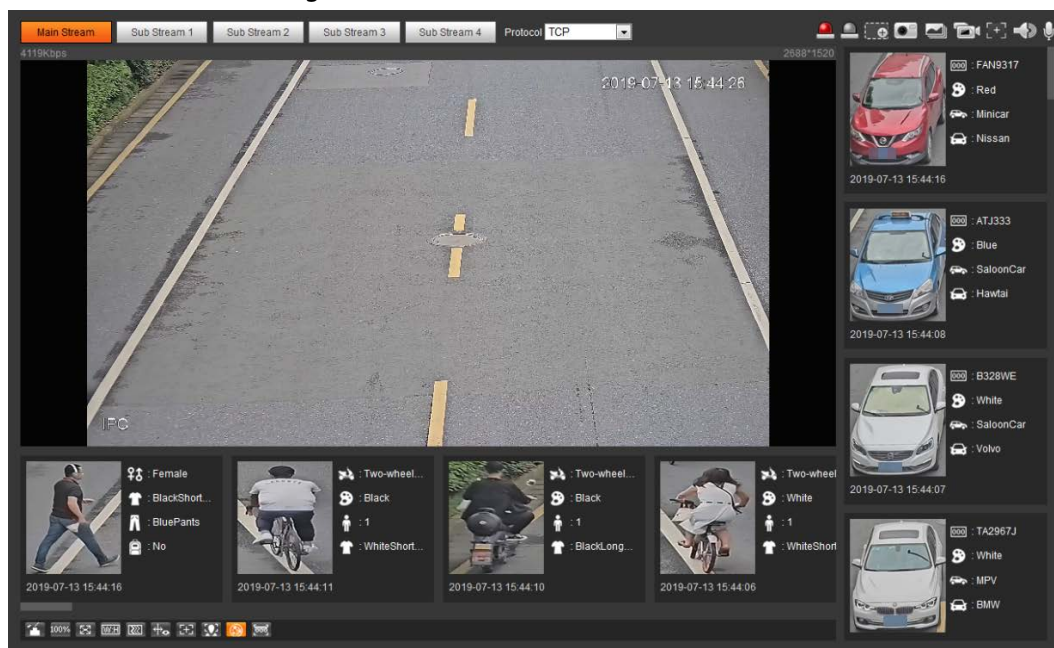 Main Stream Sub Stream 1 Sub Stream 2 Sub Stream 3 Sub Stream 4 Protocol TCP
4119Kbps 2688*1520
2019-07-13 15:44:26
IPC
: FAN9317
: Red
: Minicar
: Nissan
2019-07-13 15:44:16
: ATJ333
: Blue
: SaloonCar
: Hawtai
2019-07-13 15:44:08
: B328WE
: White
: SaloonCar
: Volvo
2019-07-13 15:44:07
: TA2967J
: White
: MPV
: BMW
: Female
: BlackShort...
: BluePants
: No
2019-07-13 15:44:16
: Two-wheel...
: Black
: 1
: WhiteShort...
2019-07-13 15:44:11
: Two-wheel...
: Black
: 1
: BlackLong...
2019-07-13 15:44:10
: Two-wheel
: White
: 1
: WhiteShort
2019-07-13 15:44:06
100% W:H